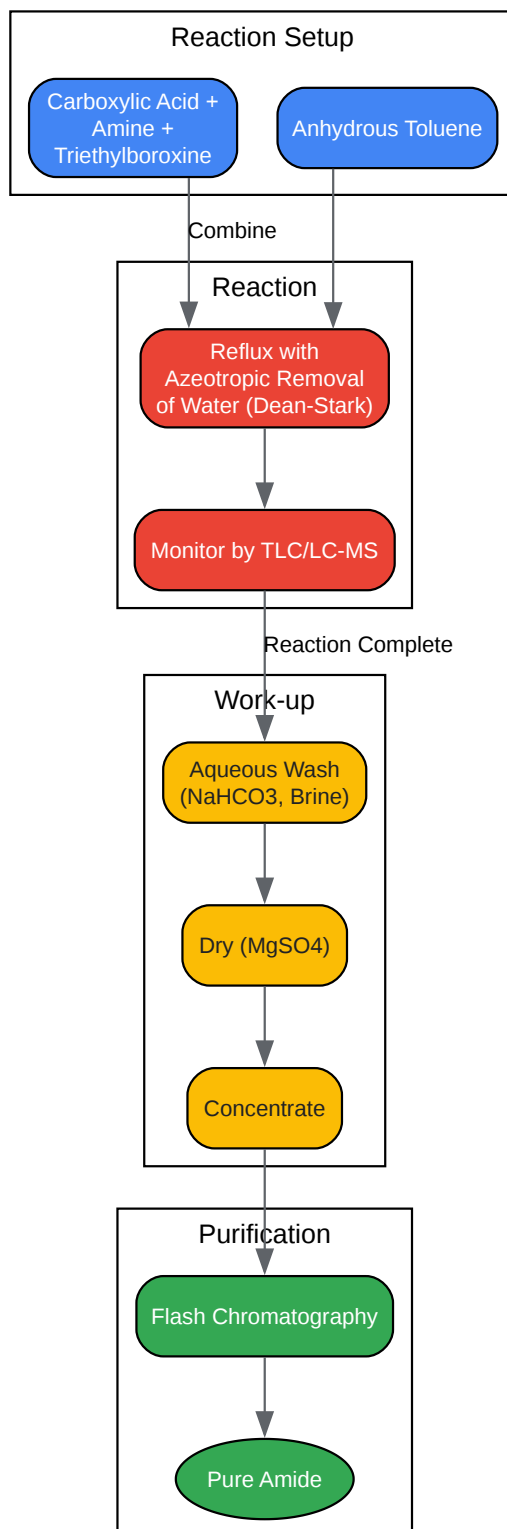 Reaction Setup
Carboxylic Acid +
Amine +
Triethylboroxine
Anhydrous Toluene
Combine
Reaction
Reflux with
Azeotropic Removal
of Water (Dean-Stark)
Monitor by TLC/LC-MS
Reaction Complete
Work-up
Aqueous Wash
(NaHCO3, Brine)
Dry (MgSO4)
Concentrate
Purification
Flash Chromatography
Pure Amide